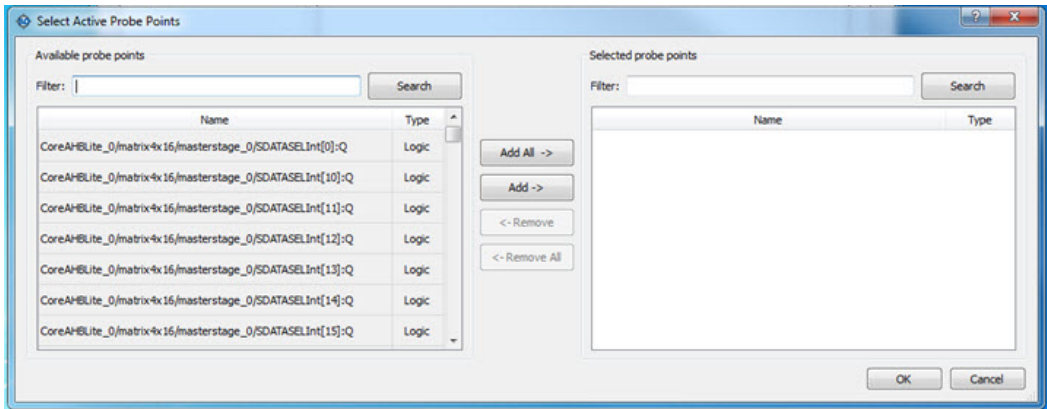 Select Active Probe Points
Available probe points
Filter:
Search
Name Type
CoreAHBLite_0/matrix4x16/masterstage_0/SDATASELInt[0]:Q Logic
CoreAHBLite_0/matrix4x16/masterstage_0/SDATASELInt[10]:Q Logic
CoreAHBLite_0/matrix4x16/masterstage_0/SDATASELInt[11]:Q Logic
CoreAHBLite_0/matrix4x16/masterstage_0/SDATASELInt[12]:Q Logic
CoreAHBLite_0/matrix4x16/masterstage_0/SDATASELInt[13]:Q Logic
CoreAHBLite_0/matrix4x16/masterstage_0/SDATASELInt[14]:Q Logic
CoreAHBLite_0/matrix4x16/masterstage_0/SDATASELInt[15]:Q Logic
Add All ->
Add ->
<- Remove
<- Remove All
Selected probe points
Filter:
Search
Name Type
OK
Cancel